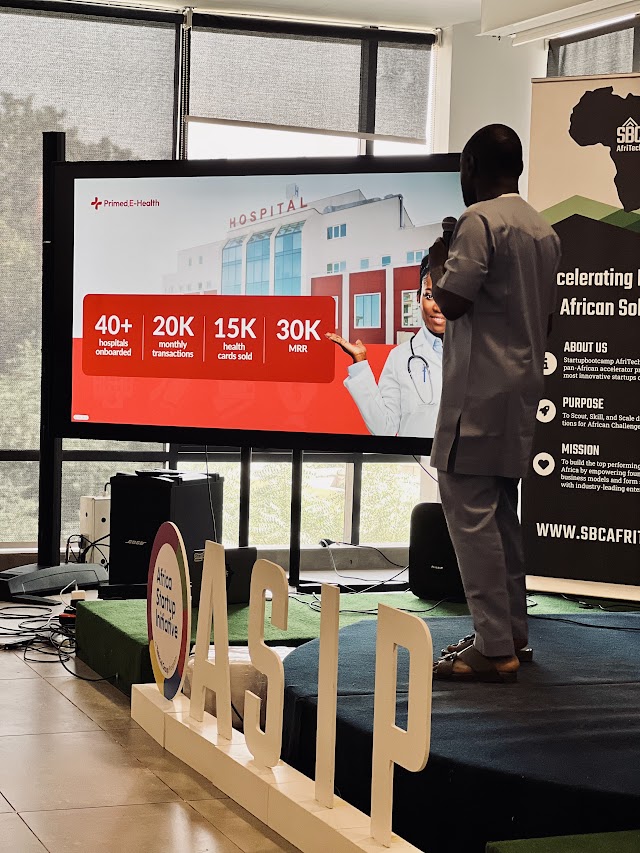 Primed E-Health
HOSPITAL
40+
hospitals
onboarded
20K
monthly
transactions
15K
health
cards sold
30K
MRR
SBC
AfriTech
celerating
African Sol
ABOUT US
Startupbootcamp AfriTech
pan-African accelerator pr
most innovative startups
PURPOSE
To Scout, Skill, and Scale d
tions for African Challenge
MISSION
To build the top performing
Africa by empowering foun
business models and form
with industry-leading ente
WWW.SBCAFRIT
BOSE
Africa
Startup
Initiative
ASIP